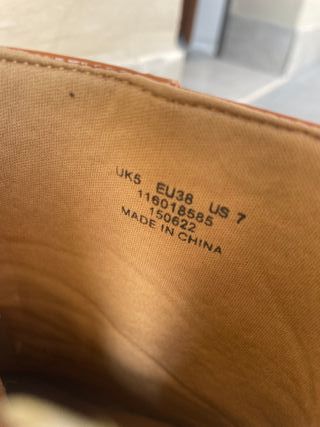 UK5 EU38 US 7
116018585
150622
MADE IN CHINA